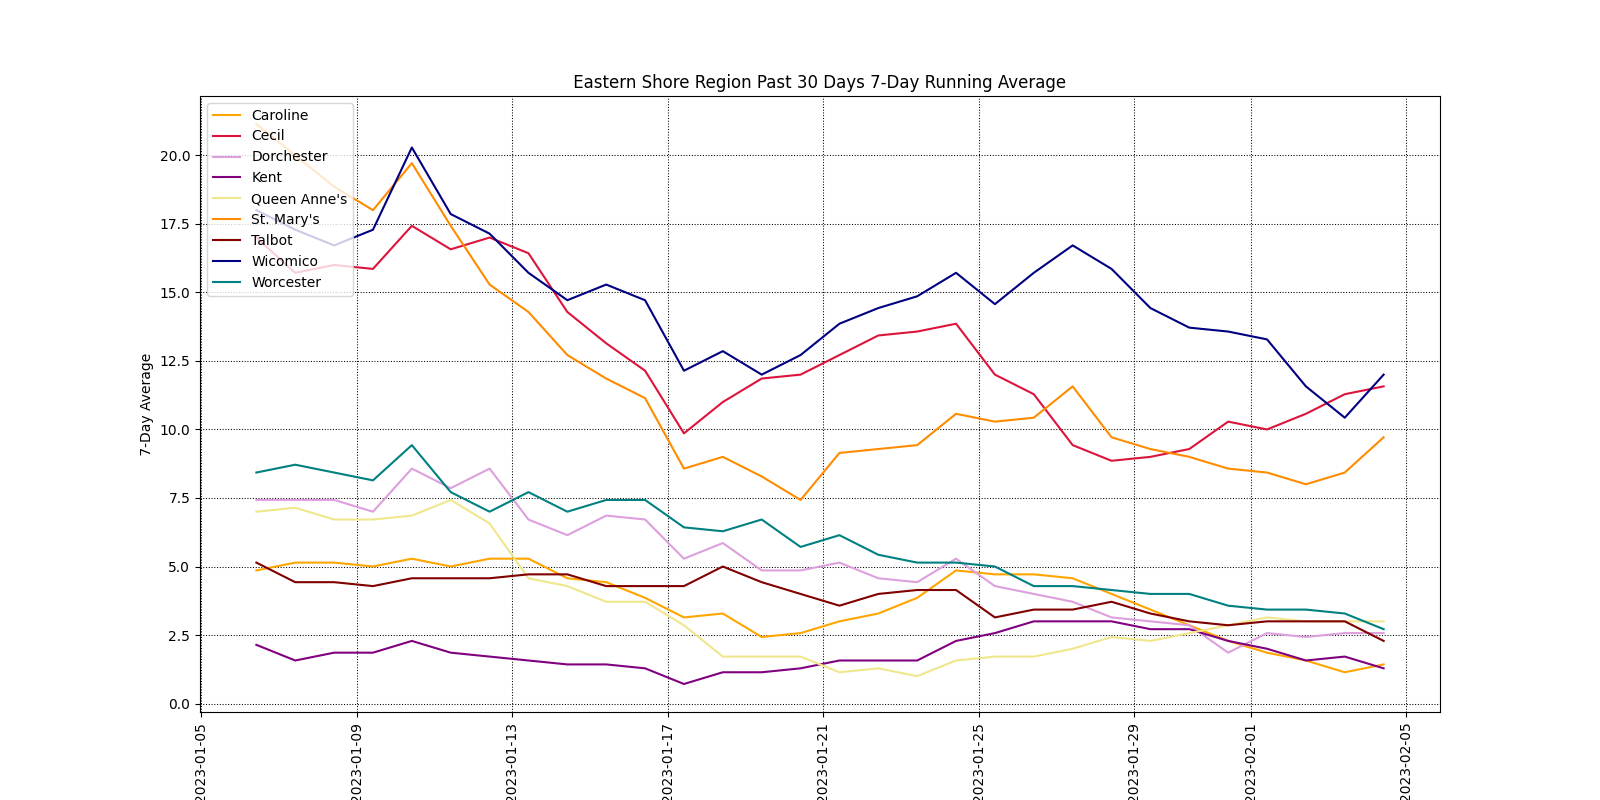 Eastern Shore Region Past 30 Days 7-Day Running Average
Caroline
Cecil
Dorchester
Kent
Queen Anne's
St. Mary's
Talbot
Wicomico
Worcester
7-Day Average
20.0
17.5
15.0
12.5
10.0
7.5
5.0
2.5
0.0
2023-01-05
2023-01-09
2023-01-13
2023-01-17
2023-01-21
2023-01-25
2023-01-29
2023-02-01
2023-02-05